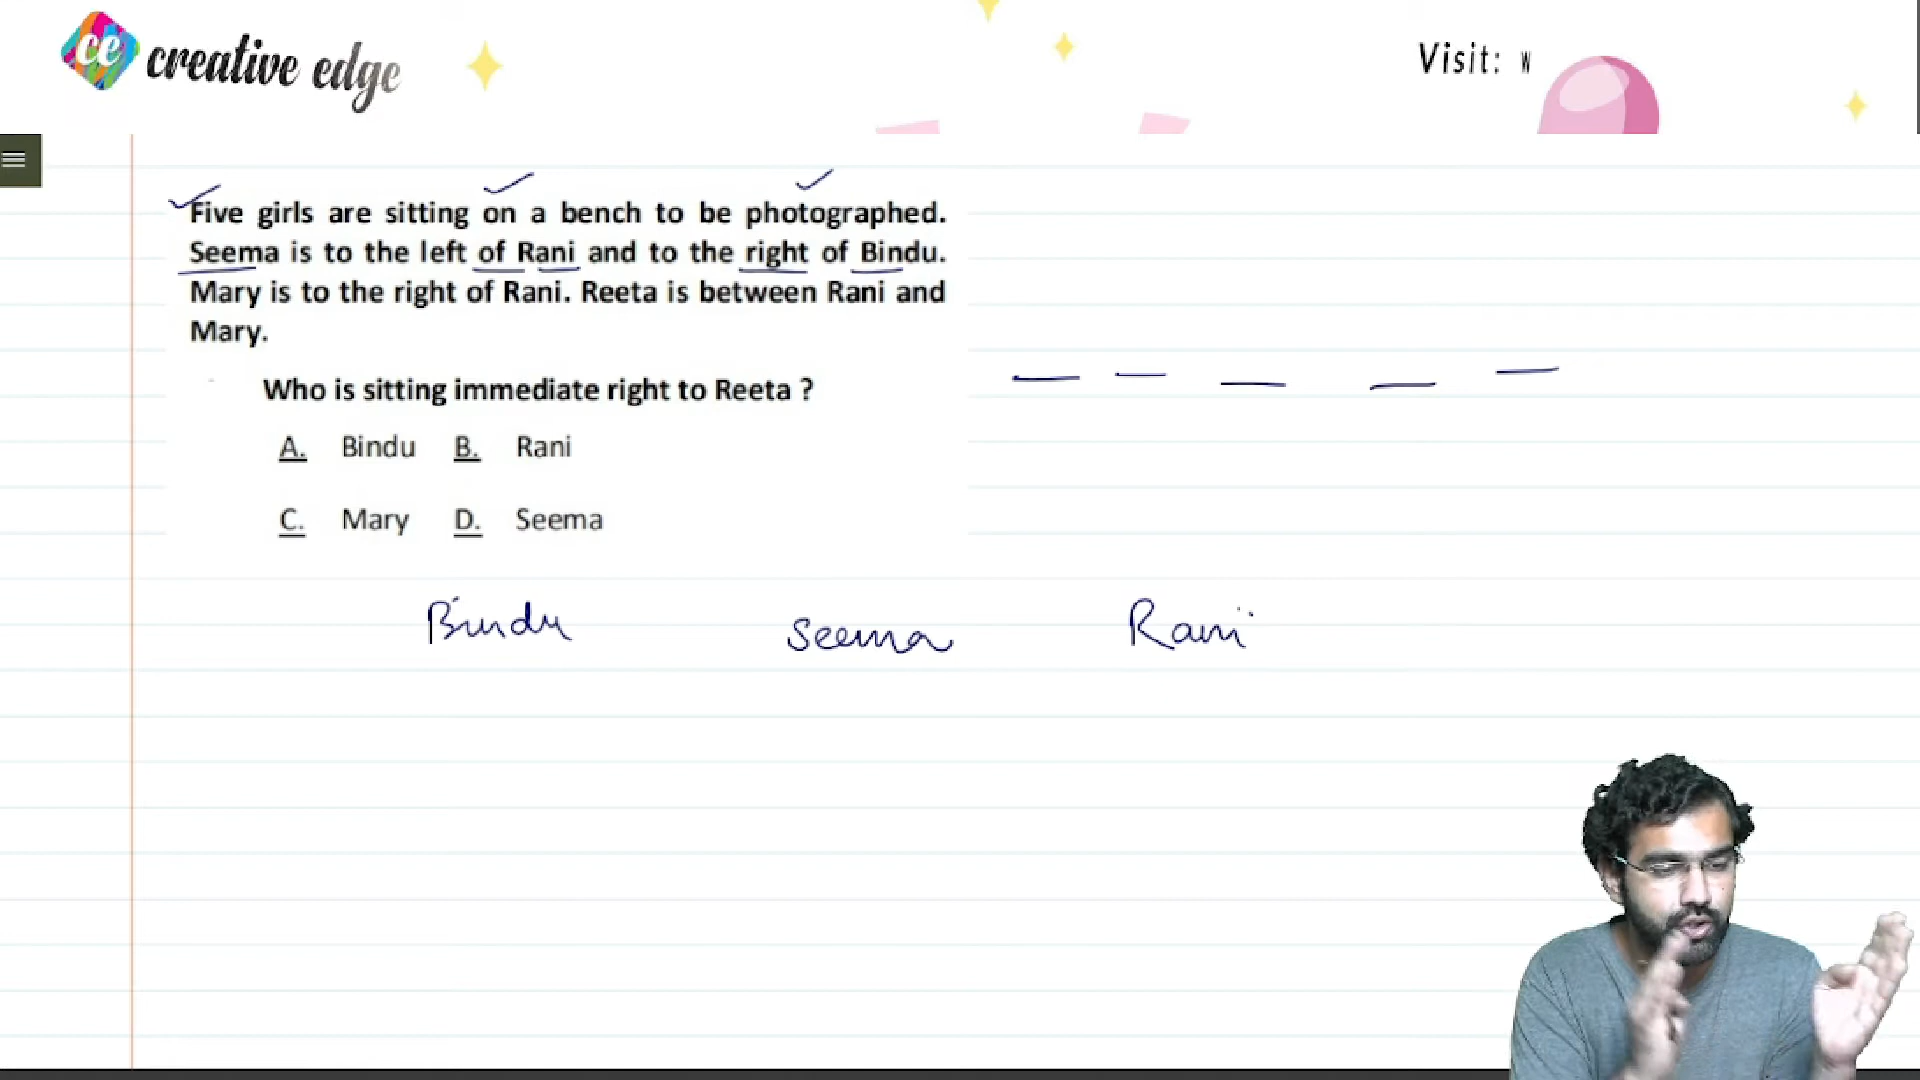 ce creative edge
Visit: W
Five girls are sitting on a bench to be photographed.
Seema is to the left of Rani and to the right of Bindu.
Mary is to the right of Rani. Reeta is between Rani and
Mary.
Who is sitting immediate right to Reeta ?
A. Bindu B. Rani
C. Mary D. Seema
Bindu Seema Rani